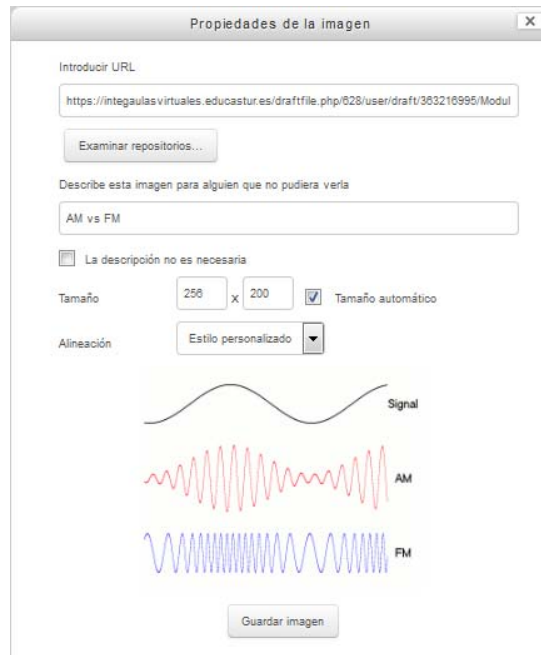 Propiedades de la imagen
Introducir URL
https://integaulasvirtuales.educastur.es/draftfile.php/628/user/draft/363216995/Modul
Examinar repositorios...
Describe esta imagen para alguien que no pudiera verla
AM vs FM
La descripción no es necesaria
Tamaño 256 x 200 Tamaño automático
Alineación Estilo personalizado
Signal
AM
FM
Guardar imagen